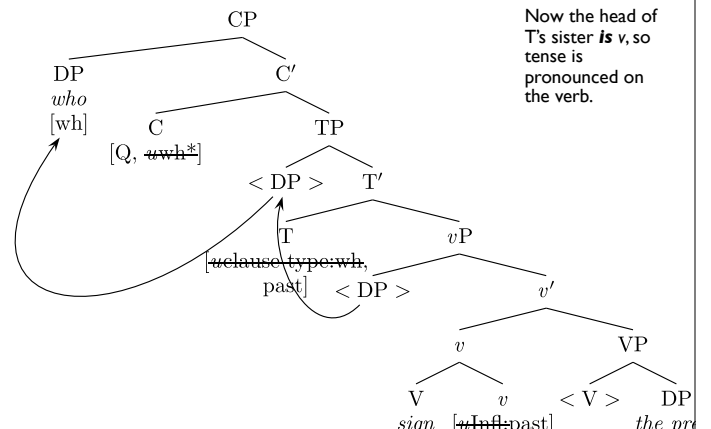 CP
Now the head of
T's sister is v, so
tense is
pronounced on
the verb.
DP
C′
who
[wh]
C
TP
[Q, uwh*]
< DP >
T′
T
vP
[uclause type:wh,
past]
< DP >
v′
v
VP
V
v
< V >
DP
sign
[uInfl:past]
the